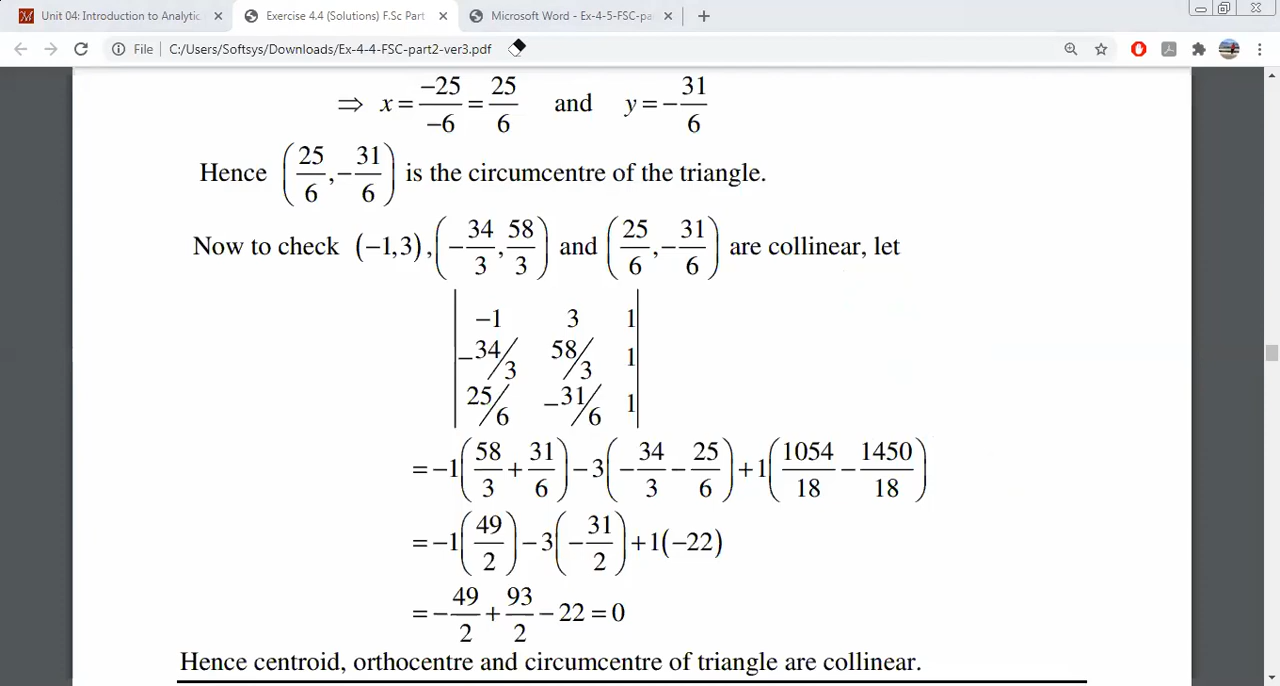 Unit 04: Introduction to Analytic
Exercise 4.4 (Solutions) F.Sc Part
Microsoft Word - Ex-4-5-FSC-pa
File | C:/Users/Softsys/Downloads/Ex-4-4-FSC-part2-ver3.pdf
⇒ x = −25/−6 = 25/6 and y = −31/6
Hence (25/6, −31/6) is the circumcentre of the triangle.
Now to check (−1,3), (−34/3, 58/3) and (25/6, −31/6) are collinear, let
| −1 3 1 |
| −34/3 58/3 1 |
| 25/6 −31/6 1 |
= −1(58/3 + 31/6) − 3(−34/3 − 25/6) + 1(1054/18 − 1450/18)
= −1(49/2) − 3(−31/2) + 1(−22)
= −49/2 + 93/2 − 22 = 0
Hence centroid, orthocentre and circumcentre of triangle are collinear.